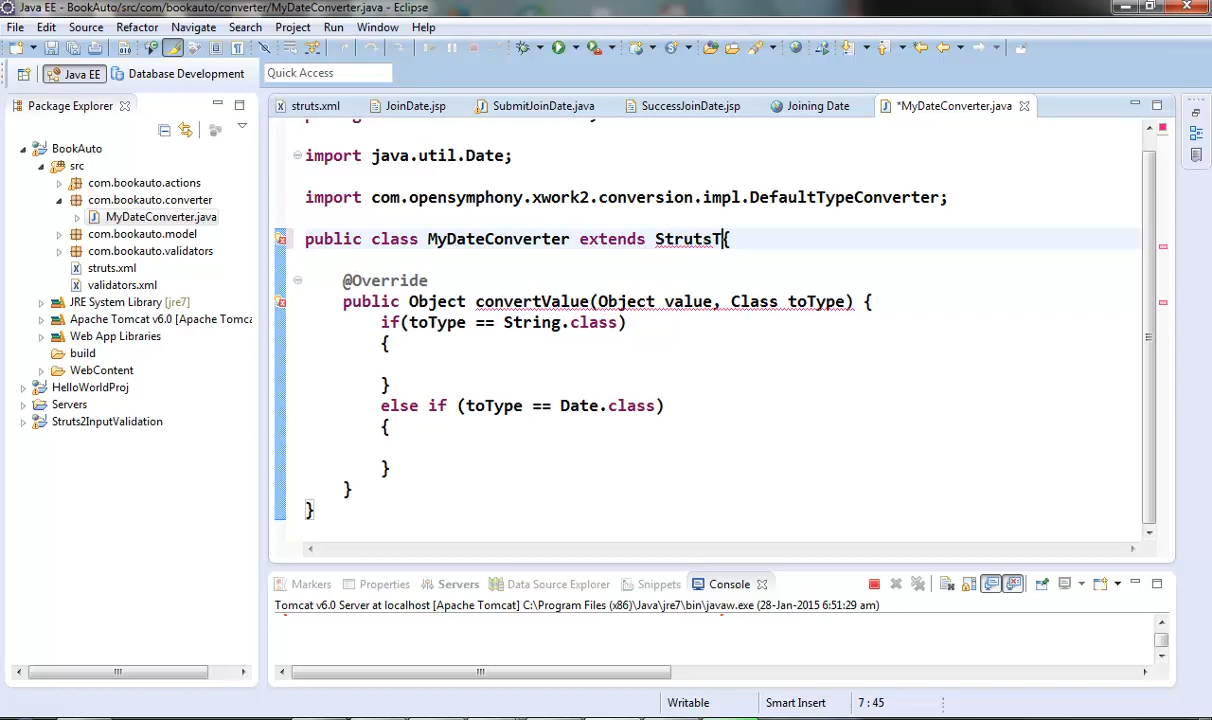 Java EE - BookAuto/src/com/bookauto/converter/MyDateConverter.java - Eclipse
File Edit Source Refactor Navigate Search Project Run Window Help
Java EE Database Development Quick Access
Package Explorer
BookAuto
src
com.bookauto.actions
com.bookauto.converter
MyDateConverter.java
com.bookauto.model
com.bookauto.validators
struts.xml
validators.xml
JRE System Library [jre7]
Apache Tomcat v6.0 [Apache Tomca
Web App Libraries
build
WebContent
HelloWorldProj
Servers
Struts2InputValidation
struts.xml JoinDate.jsp SubmitJoinDate.java SuccessJoinDate.jsp Joining Date *MyDateConverter.java
import java.util.Date;
import com.opensymphony.xwork2.conversion.impl.DefaultTypeConverter;
public class MyDateConverter extends StrutsT{
@Override
public Object convertValue(Object value, Class toType) {
if(toType == String.class)
{
}
else if (toType == Date.class)
{
}
}
}
Markers Properties Servers Data Source Explorer Snippets Console
Tomcat v6.0 Server at localhost [Apache Tomcat] C:\Program Files (x86)\Java\jre7\bin\javaw.exe (28-Jan-2015 6:51:29 am)
Writable Smart Insert 7 : 45